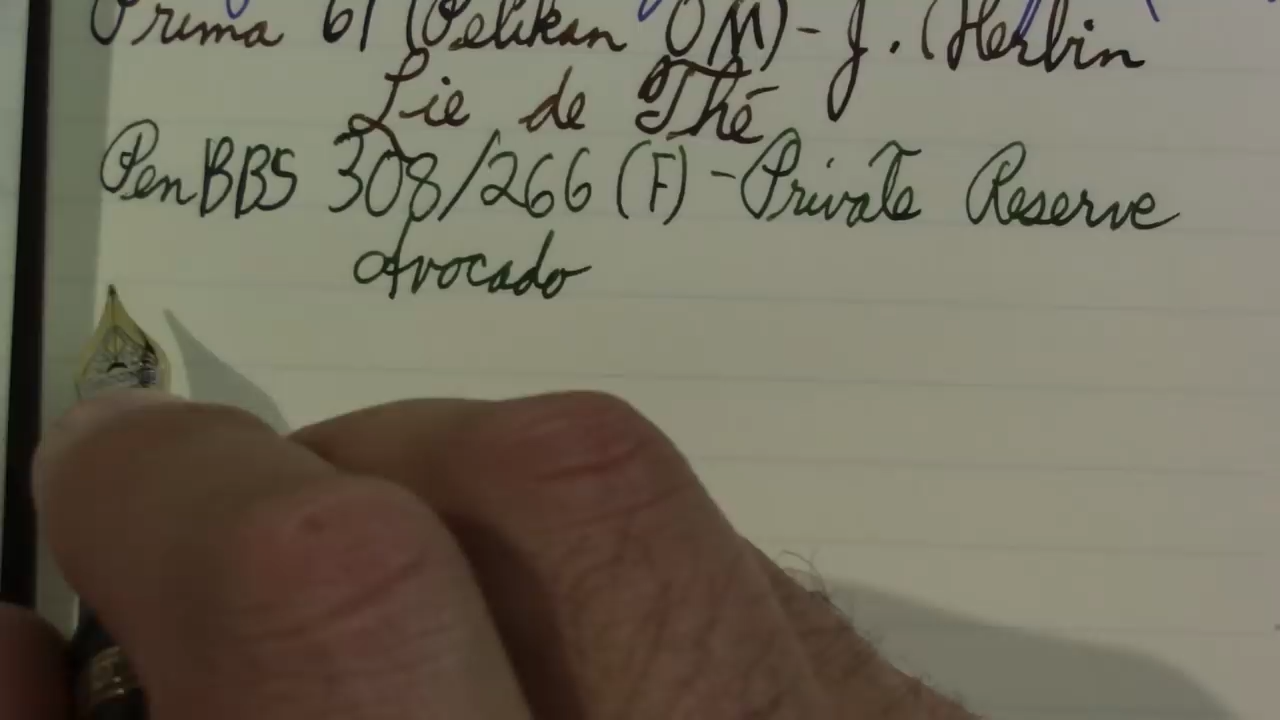 Prima 61 (Pelikan OM) - J. Herbin
Lie de Thé
PenBBS 308/266 (F) - Private Reserve
Avocado